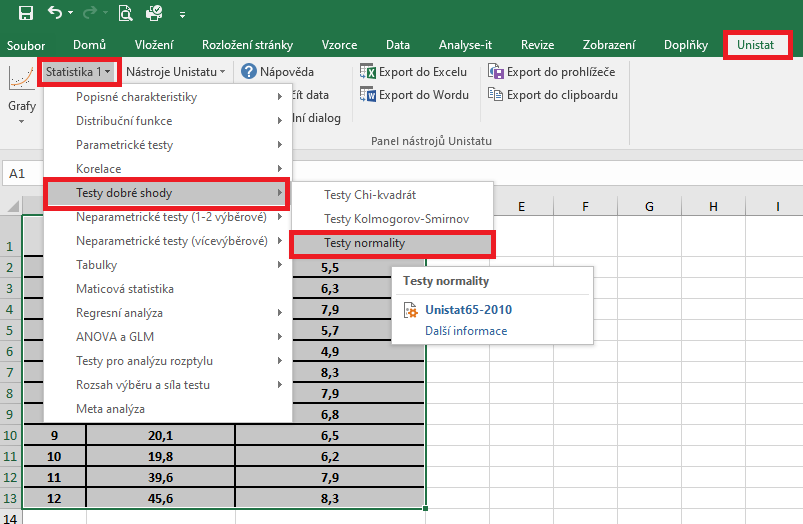 Soubor Domů Vložení Rozložení stránky Vzorce Data Analyse-it Revize Zobrazení Doplňky Unistat
Statistika 1 Nástroje Unistatu Nápověda Export do Excelu Export do prohlížeče
čít data Export do Wordu Export do clipboardu
Grafy
lní dialog
Panel nástrojů Unistatu
Popisné charakteristiky
Distribuční funkce
Parametrické testy
Korelace
Testy dobré shody
Neparametrické testy (1-2 výběrové)
Neparametrické testy (vícevýběrové)
Tabulky
Maticová statistika
Regresní analýza
ANOVA a GLM
Testy pro analýzu rozptylu
Rozsah výběru a síla testu
Meta analýza
Testy Chi-kvadrát
Testy Kolmogorov-Smirnov
Testy normality
Testy normality
Unistat65-2010
Další informace
A1
E F G H I
1
2 5,5
3 6,3
4 7,9
5 5,7
6 4,9
7 8,3
8 7,9
9 6,8
10 9 20,1 6,5
11 10 19,8 6,2
12 11 39,6 7,9
13 12 45,6 8,3
14